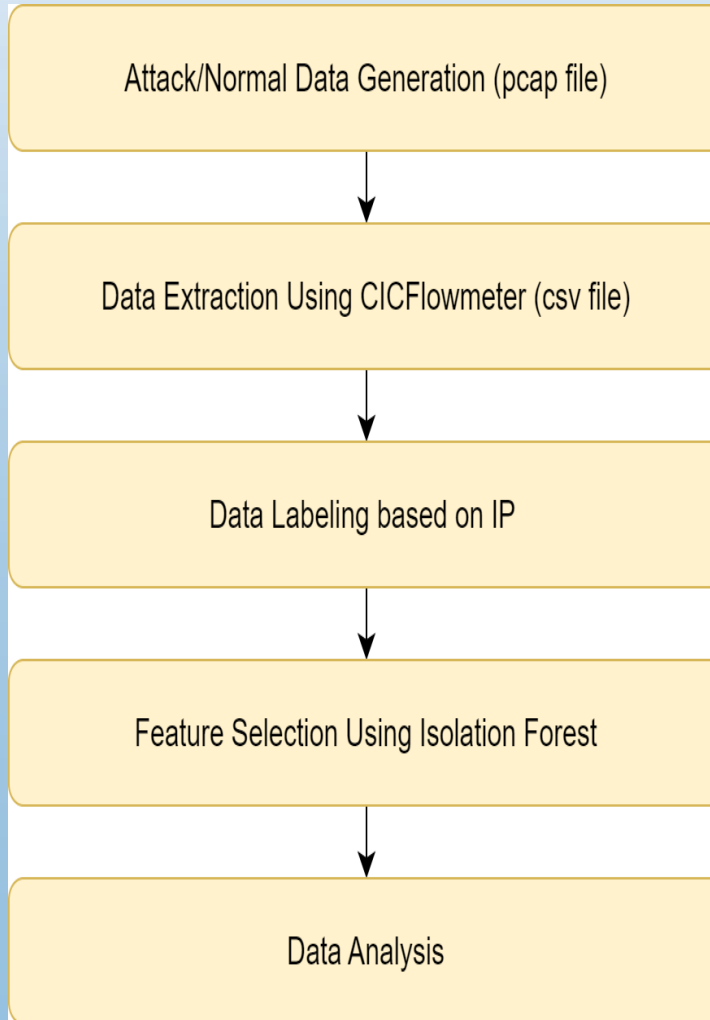 Attack/Normal Data Generation (pcap file)
Data Extraction Using CICFlowmeter (csv file)
Data Labeling based on IP
Feature Selection Using Isolation Forest
Data Analysis